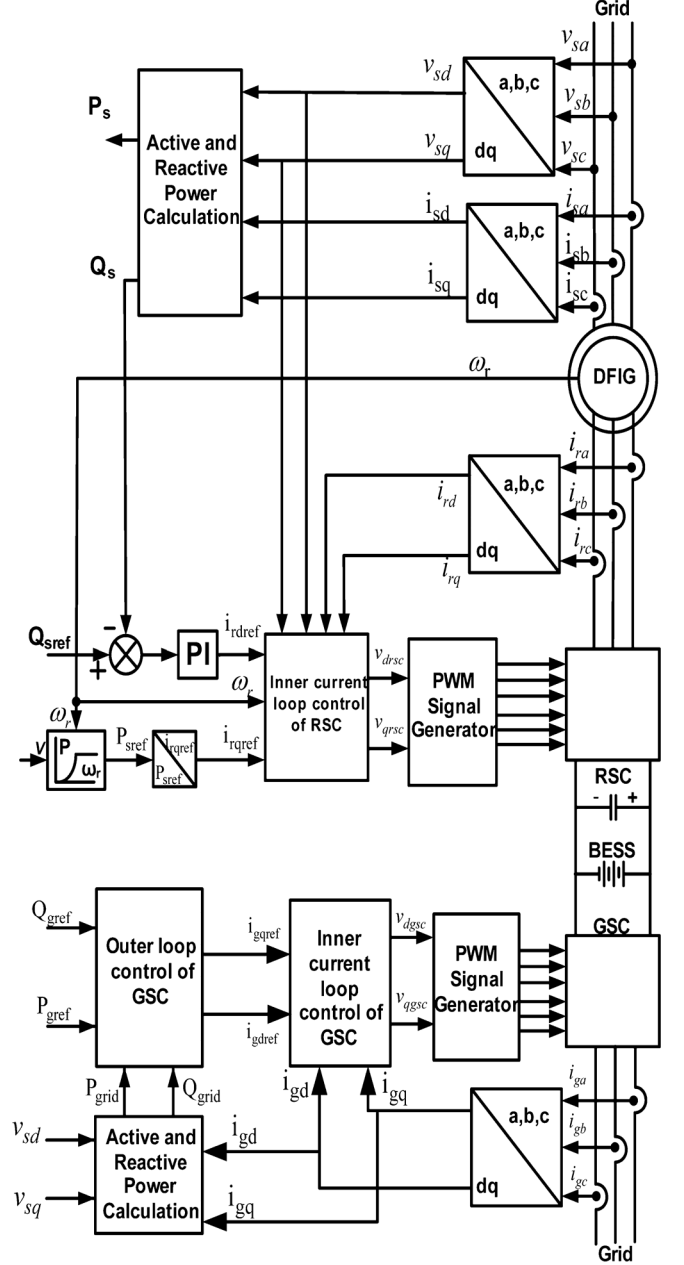 Grid
v_sa
v_sd
a,b,c
P_s
v_sb
Active and
Reactive
Power
Calculation
v_sq
dq
v_sc
i_sa
i_sd
a,b,c
i_sb
Q_s
i_sq
dq
i_sc
ω_r
DFIG
i_ra
a,b,c
i_rd
i_rb
i_rc
dq
i_rq
-
Q_sref
+
PI
i_rdref
ω_r
Inner current
loop control
of RSC
v_drsc
v_qrsc
PWM
Signal
Generator
ω_r
v
P
ω_r
P_sref
i_rqref
P_sref
i_rqref
RSC
- +
BESS
GSC
Q_gref
P_gref
Outer loop
control of
GSC
i_gqref
i_gdref
Inner
current
loop
control of
GSC
v_dgsc
v_qgsc
PWM
Signal
Generator
P_grid
Q_grid
i_gd
i_gq
i_ga
a,b,c
i_gb
dq
i_gc
v_sd
v_sq
Active and
Reactive
Power
Calculation
i_gd
i_gq
Grid